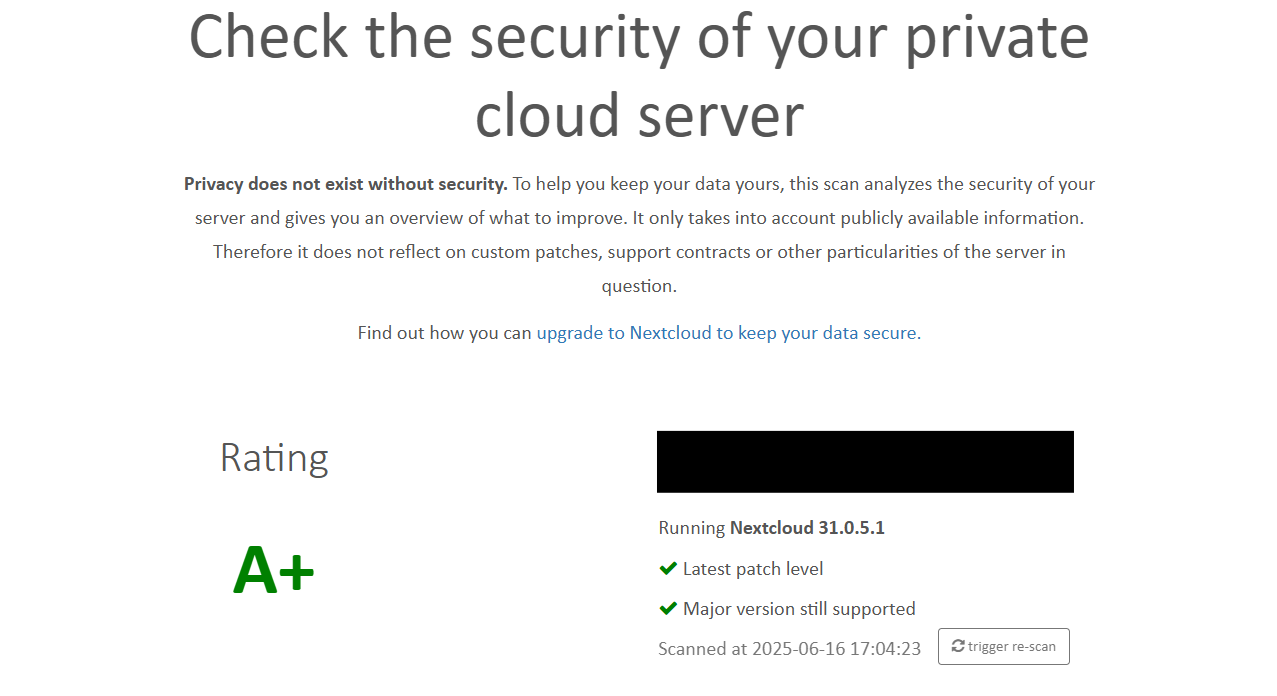 Check the security of your private
cloud server
Privacy does not exist without security. To help you keep your data yours, this scan analyzes the security of your
server and gives you an overview of what to improve. It only takes into account publicly available information.
Therefore it does not reflect on custom patches, support contracts or other particularities of the server in
question.
Find out how you can upgrade to Nextcloud to keep your data secure.
Rating
A+
Running Nextcloud 31.0.5.1
Latest patch level
Major version still supported
Scanned at 2025-06-16 17:04:23 trigger re-scan